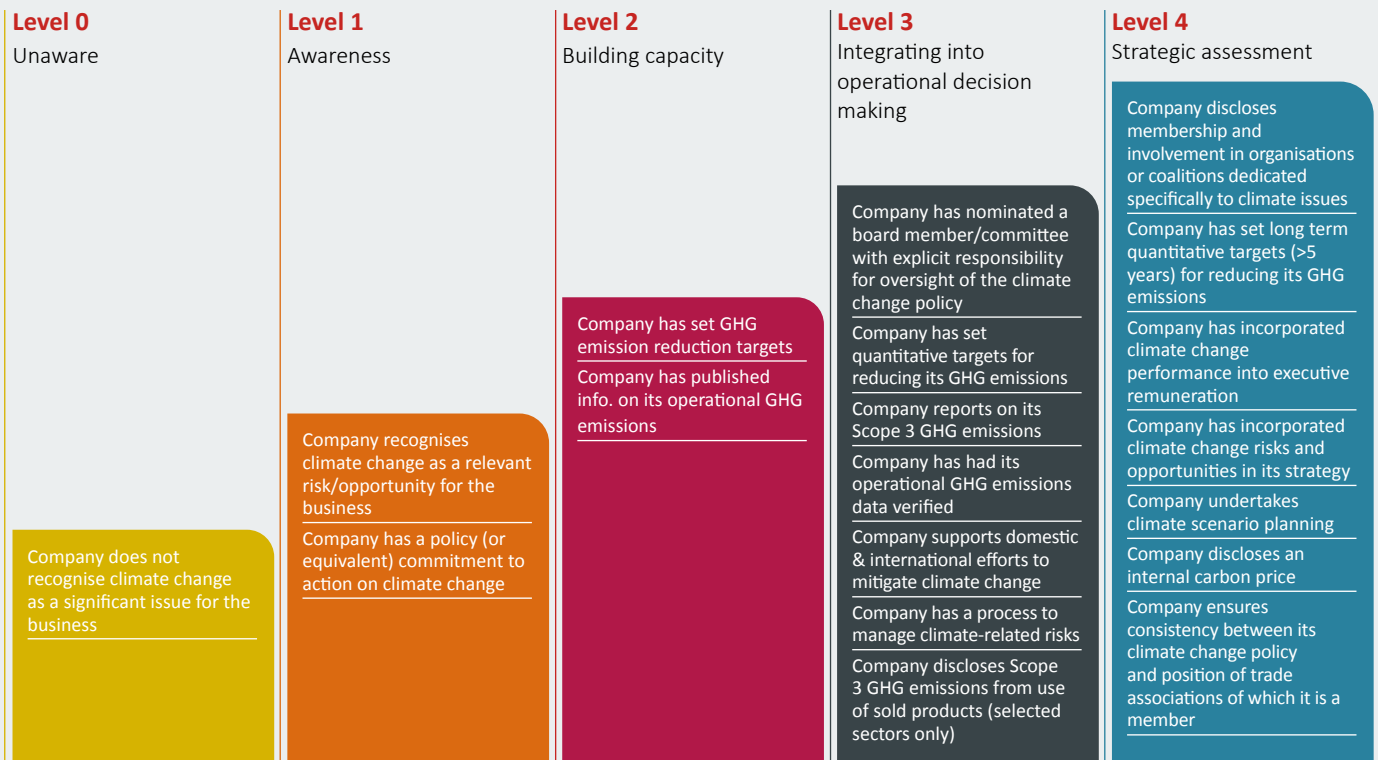 Level 0
Unaware
Company does not
recognise climate change
as a significant issue for the
business
Level 1
Awareness
Company recognises
climate change as a relevant
risk/opportunity for the
business
Company has a policy (or
equivalent) commitment to
action on climate change
Level 2
Building capacity
Company has set GHG
emission reduction targets
Company has published
info. on its operational GHG
emissions
Level 3
Integrating into
operational decision
making
Company has nominated a
board member/committee
with explicit responsibility
for oversight of the climate
change policy
Company has set
quantitative targets for
reducing its GHG emissions
Company reports on its
Scope 3 GHG emissions
Company has had its
operational GHG emissions
data verified
Company supports domestic
& international efforts to
mitigate climate change
Company has a process to
manage climate-related risks
Company discloses Scope
3 GHG emissions from use
of sold products (selected
sectors only)
Level 4
Strategic assessment
Company discloses
membership and
involvement in organisations
or coalitions dedicated
specifically to climate issues
Company has set long term
quantitative targets (>5
years) for reducing its GHG
emissions
Company has incorporated
climate change
performance into executive
remuneration
Company has incorporated
climate change risks and
opportunities in its strategy
Company undertakes
climate scenario planning
Company discloses an
internal carbon price
Company ensures
consistency between its
climate change policy
and position of trade
associations of which it is a
member